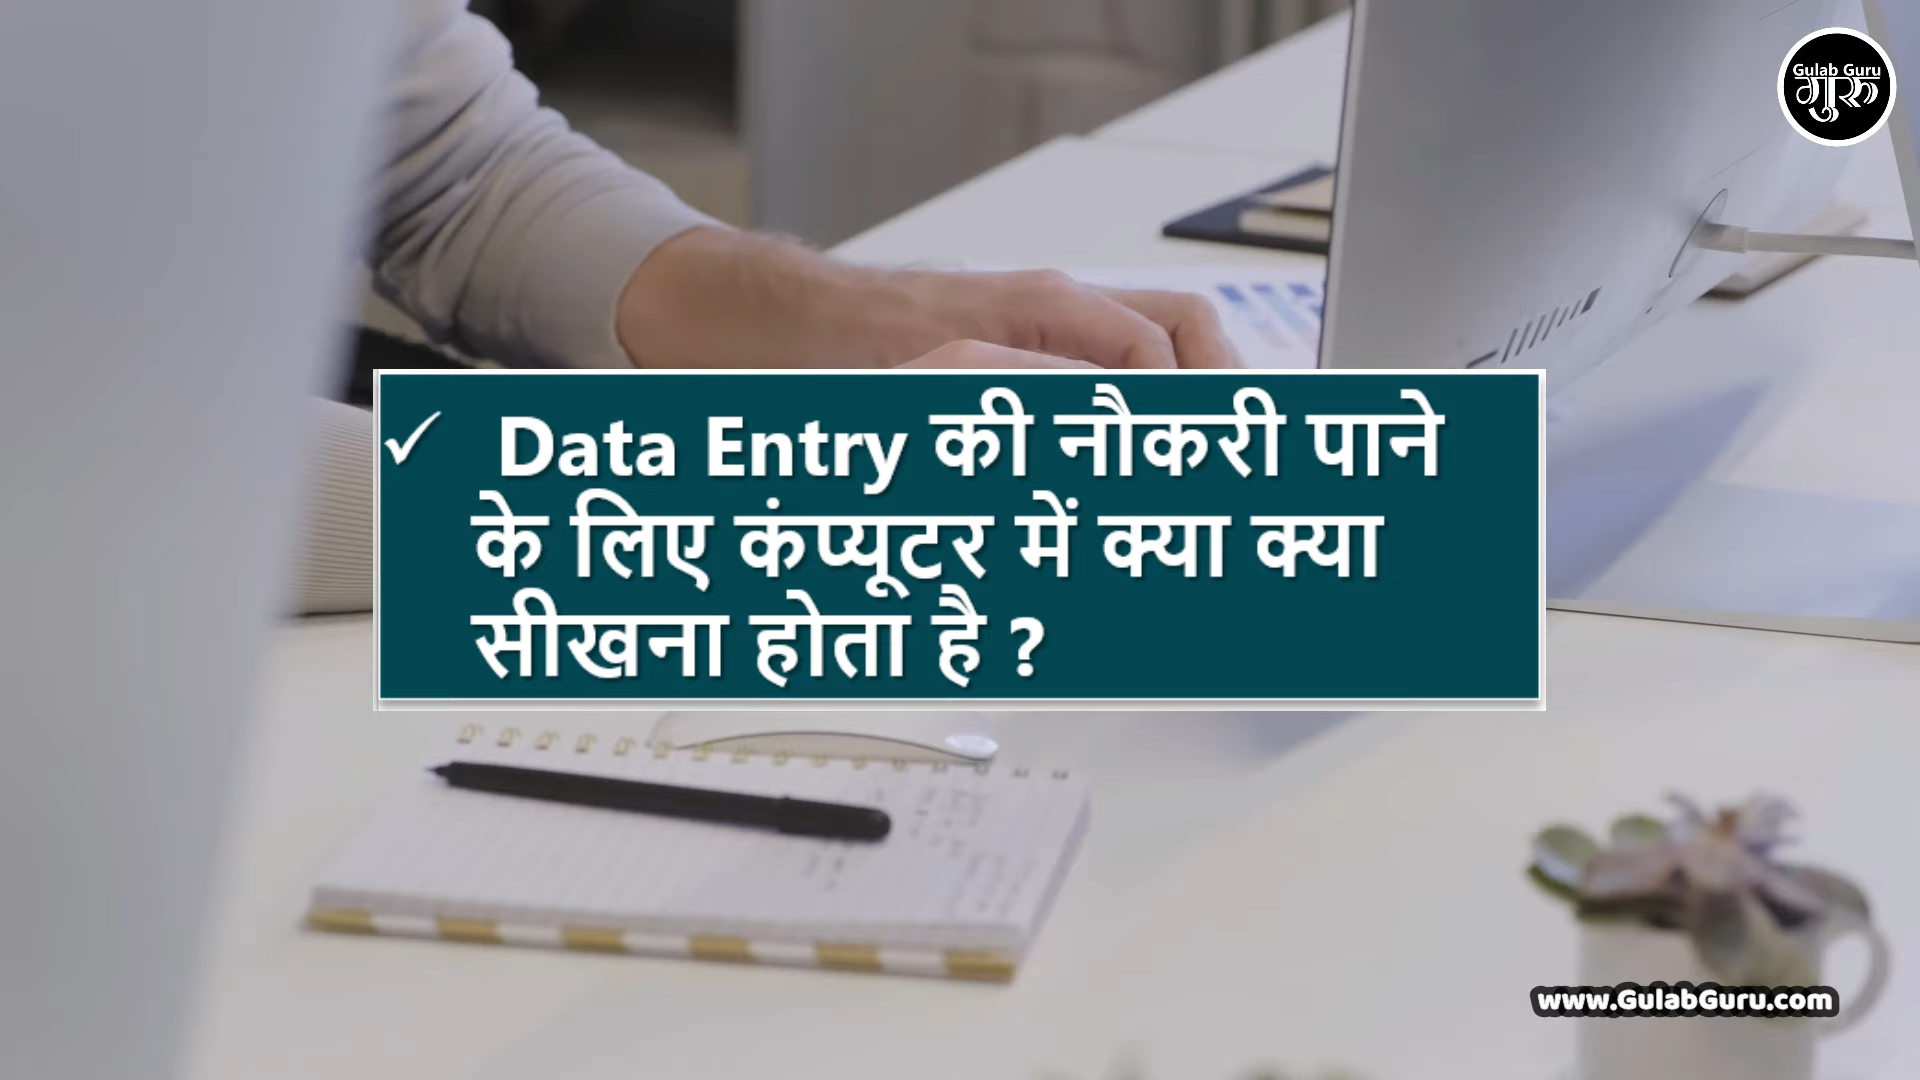 Gulab Guru
गुरू
✓ Data Entry की नौकरी पाने
के लिए कंप्यूटर में क्या क्या
सीखना होता है ?
www.GulabGuru.com